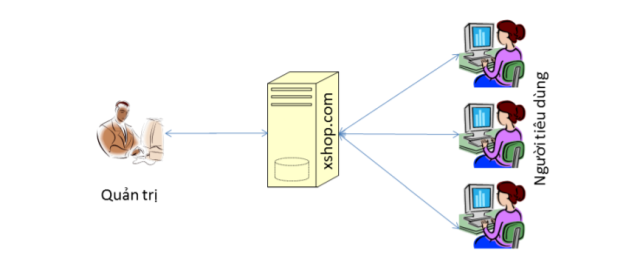 Quản trị
xshop.com
Người tiêu dùng